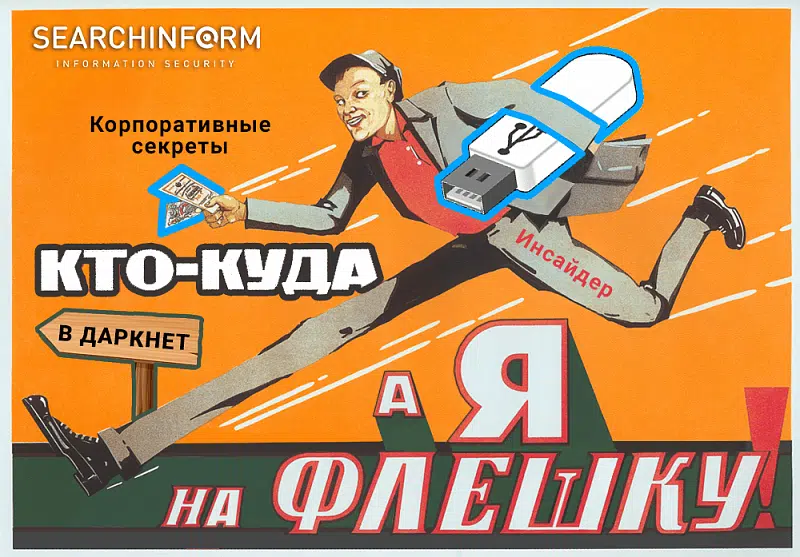 SEARCHINFORM
INFORMATION SECURITY
Корпоративные
секреты
КТО-КУДА
Инсайдер
В ДАРКНЕТ
А Я
НА ФЛЕШКУ!